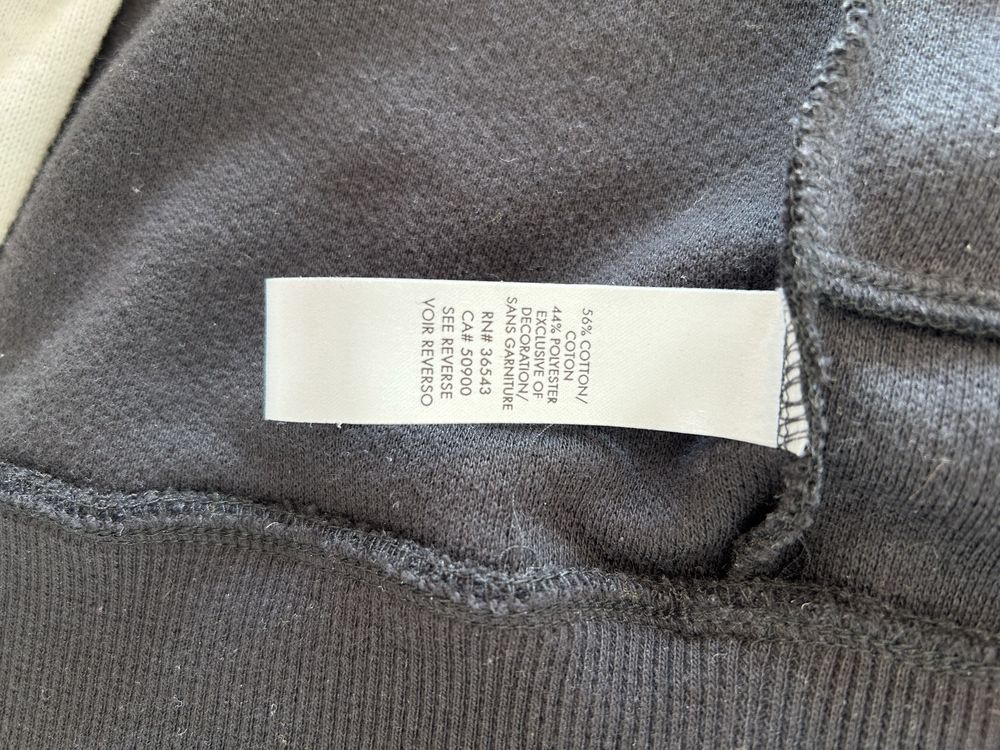 56% COTTON/
COTON
44% POLYESTER
EXCLUSIVE OF
DECORATION/
SANS GARNITURE
RN# 36543
CA# 50900
SEE REVERSE
VOIR REVERSO